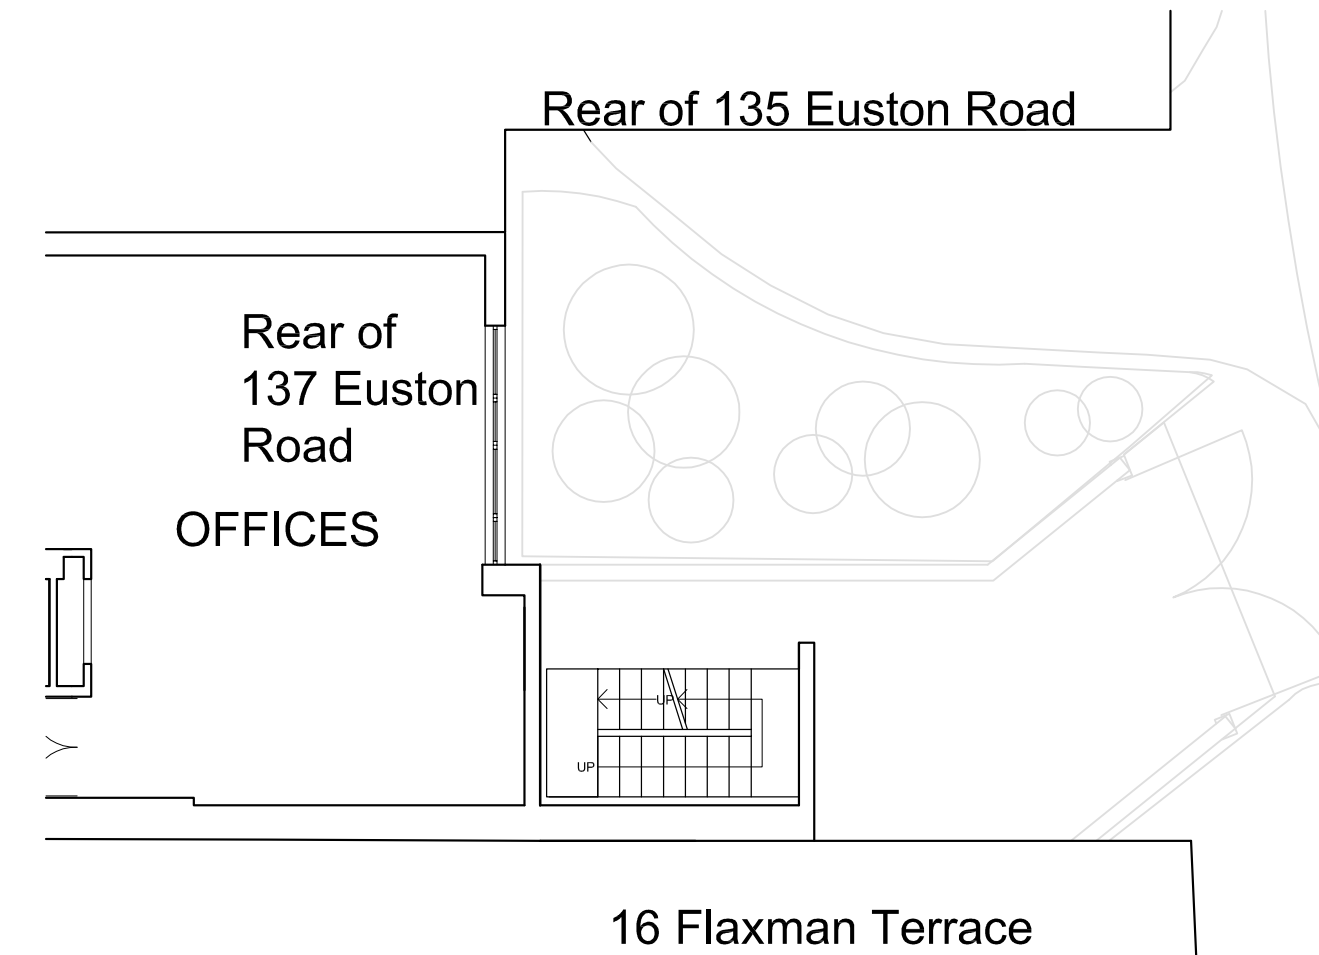 Rear of 135 Euston Road
Rear of
137 Euston
Road
OFFICES
UP
UP
16 Flaxman Terrace